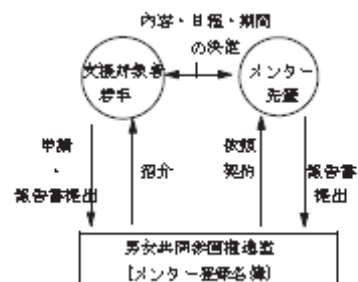 内容・日程・期間
の決定
支援対象者
若手
メンター
先輩
申請
・
報告書提出
紹介
依頼
契約
報告書
提出
男女共同参画推進室
[メンター登録名簿]